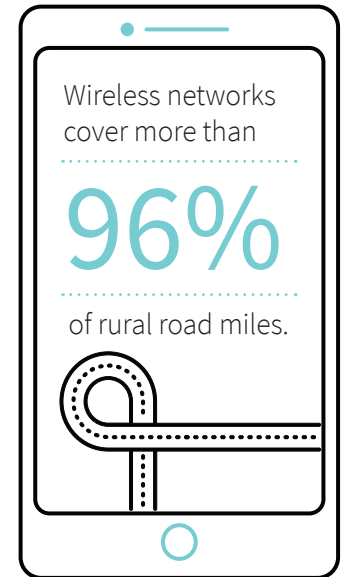 Wireless networks
cover more than
96%
of rural road miles.